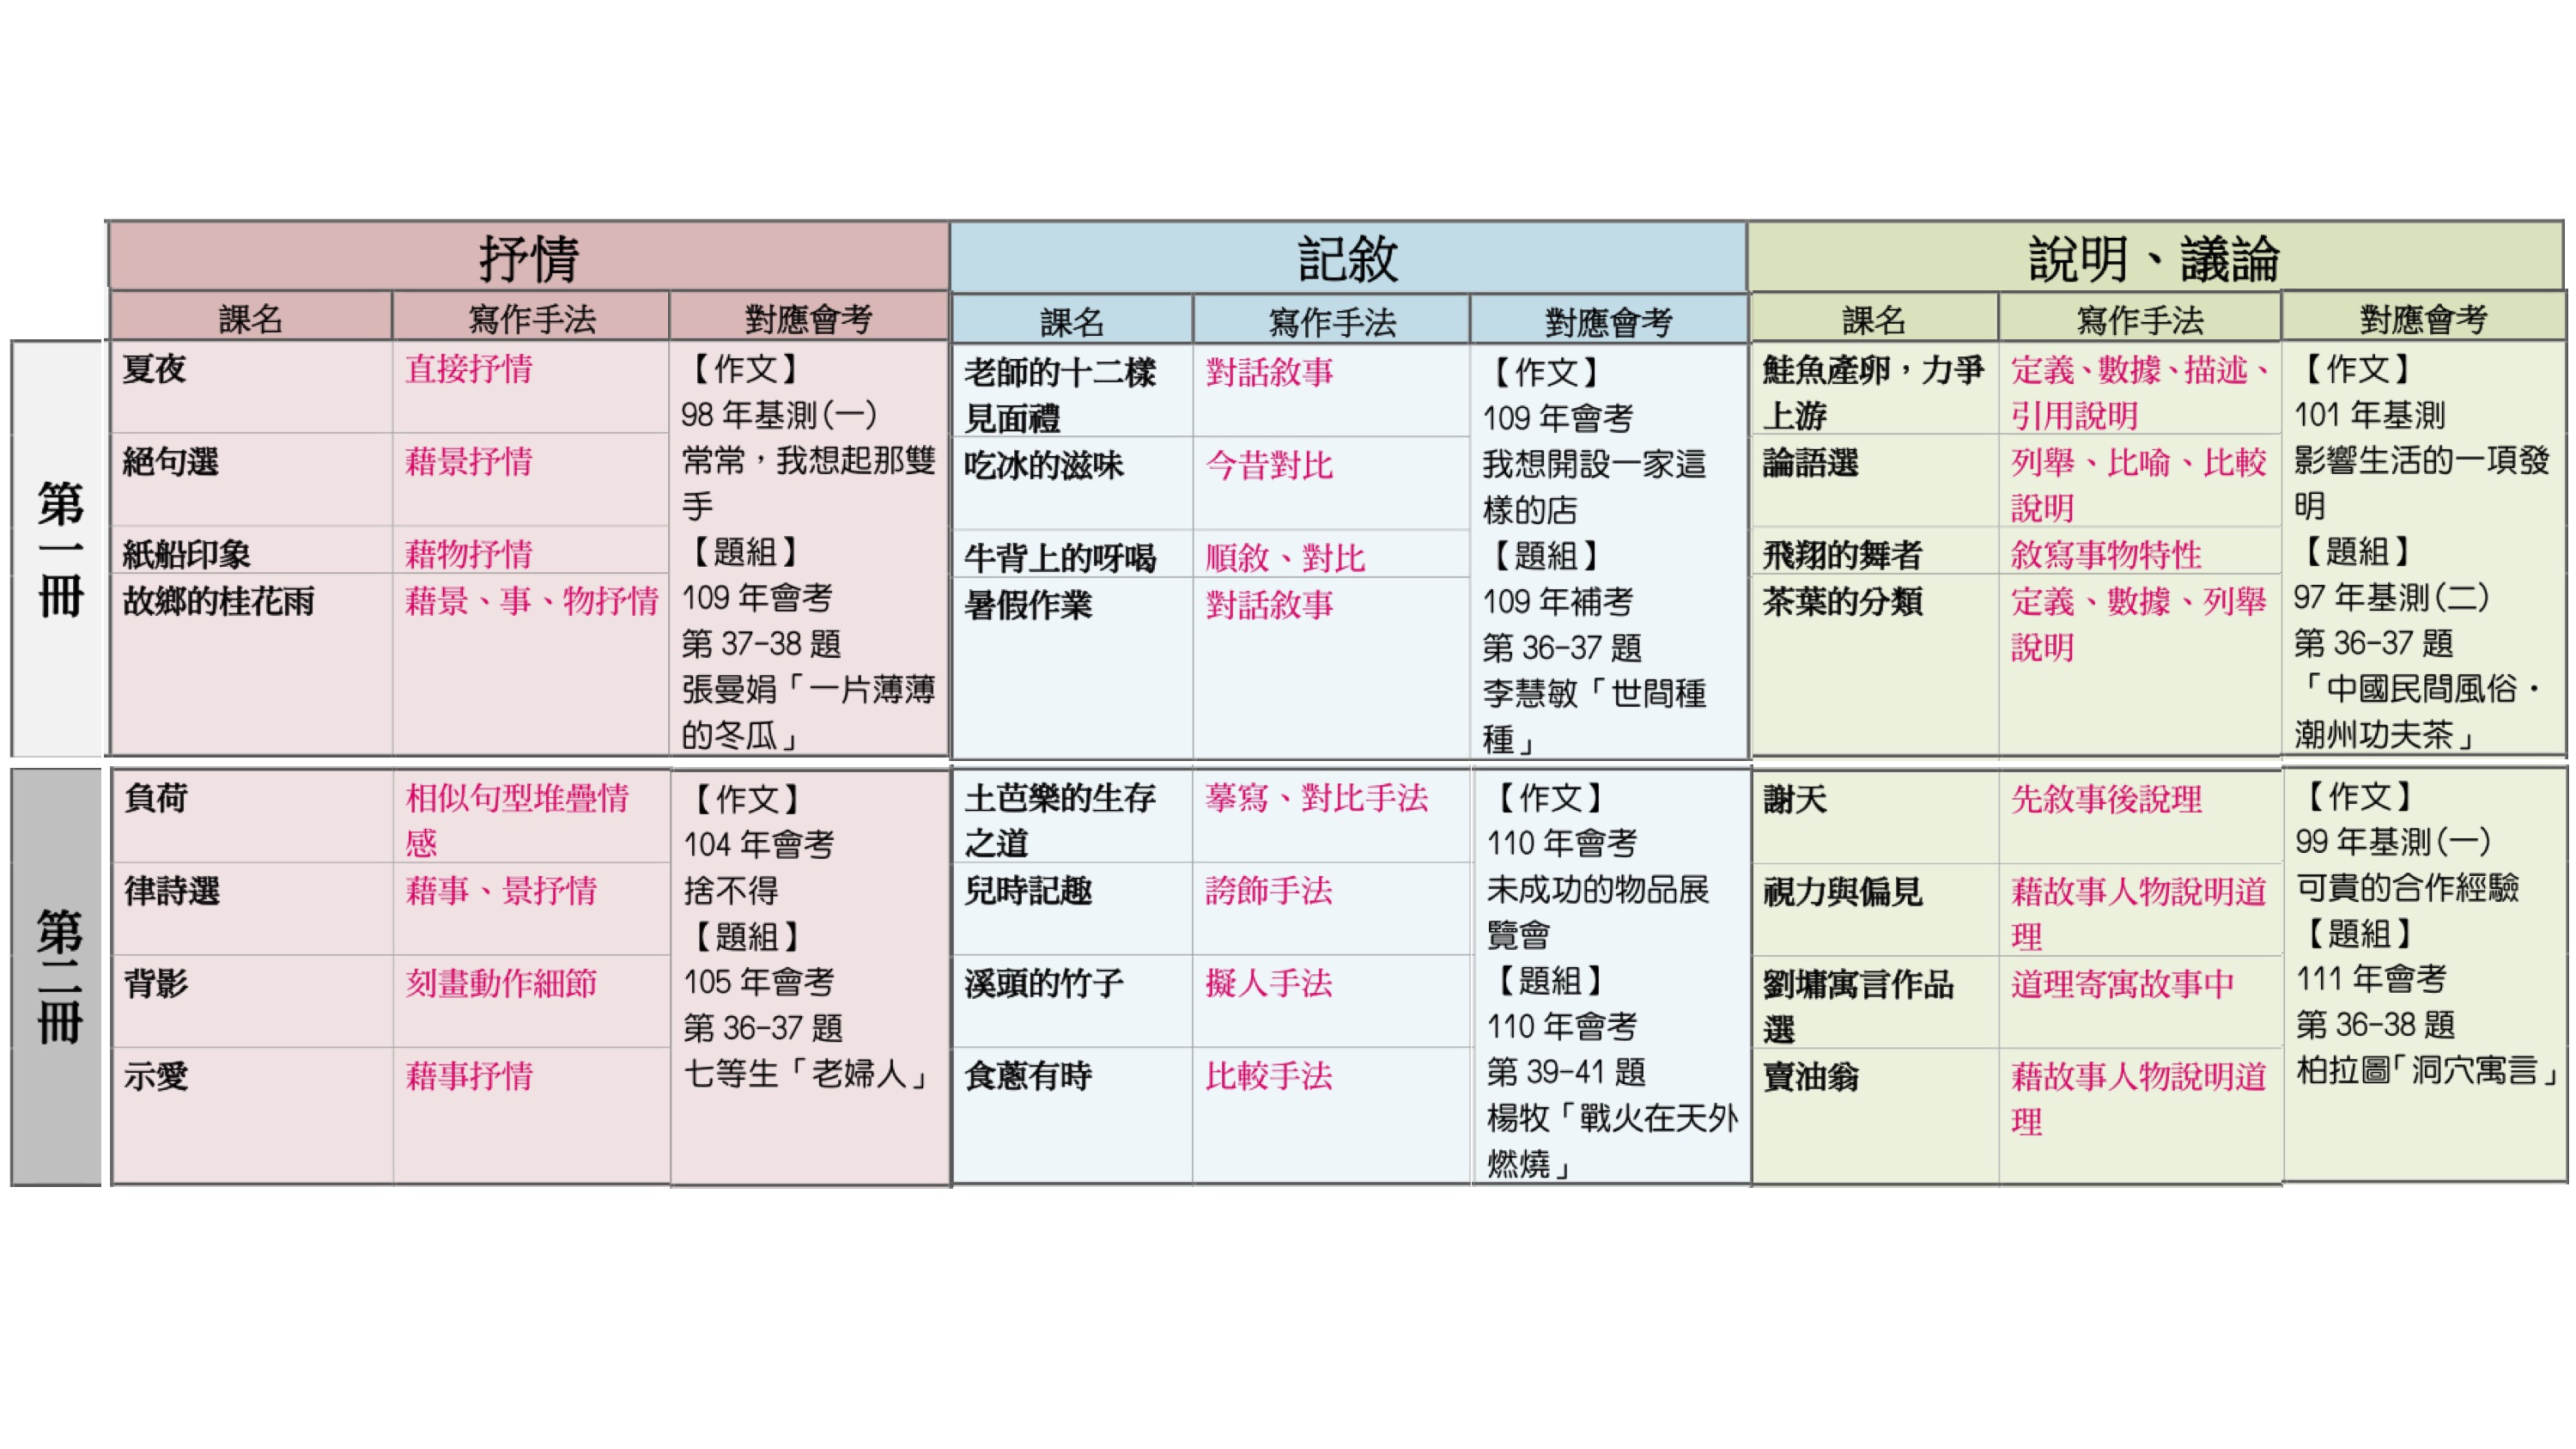 抒情
記敘
說明、議論
課名
寫作手法
對應會考
課名
寫作手法
對應會考
課名
寫作手法
對應會考
第一冊
夏夜
直接抒情
絕句選
藉景抒情
紙船印象
藉物抒情
故鄉的桂花雨
藉景、事、物抒情
【作文】
98 年基測(一)
常常，我想起那雙
手
【題組】
109 年會考
第 37-38 題
張曼娟「一片薄薄
的冬瓜」
老師的十二樣
見面禮
對話敘事
吃冰的滋味
今昔對比
牛背上的呀喝
順敘、對比
暑假作業
對話敘事
【作文】
109 年會考
我想開設一家這
樣的店
【題組】
109 年補考
第 36-37 題
李慧敏「世間種
種」
鮭魚產卵，力爭
上游
定義、數據、描述、
引用說明
論語選
列舉、比喻、比較
說明
飛翔的舞者
敘寫事物特性
茶葉的分類
定義、數據、列舉
說明
【作文】
101 年基測
影響生活的一項發
明
【題組】
97 年基測(二)
第 36-37 題
「中國民間風俗・
潮州功夫茶」
第二冊
負荷
相似句型堆疊情
感
律詩選
藉事、景抒情
背影
刻畫動作細節
示愛
藉事抒情
【作文】
104 年會考
捨不得
【題組】
105 年會考
第 36-37 題
七等生「老婦人」
土芭樂的生存
之道
摹寫、對比手法
兒時記趣
誇飾手法
溪頭的竹子
擬人手法
食蔥有時
比較手法
【作文】
110 年會考
未成功的物品展
覽會
【題組】
110 年會考
第 39-41 題
楊牧「戰火在天外
燃燒」
謝天
先敘事後說理
視力與偏見
藉故事人物說明道
理
劉墉寓言作品
選
道理寄寓故事中
賣油翁
藉故事人物說明道
理
【作文】
99 年基測(一)
可貴的合作經驗
【題組】
111 年會考
第 36-38 題
柏拉圖「洞穴寓言」